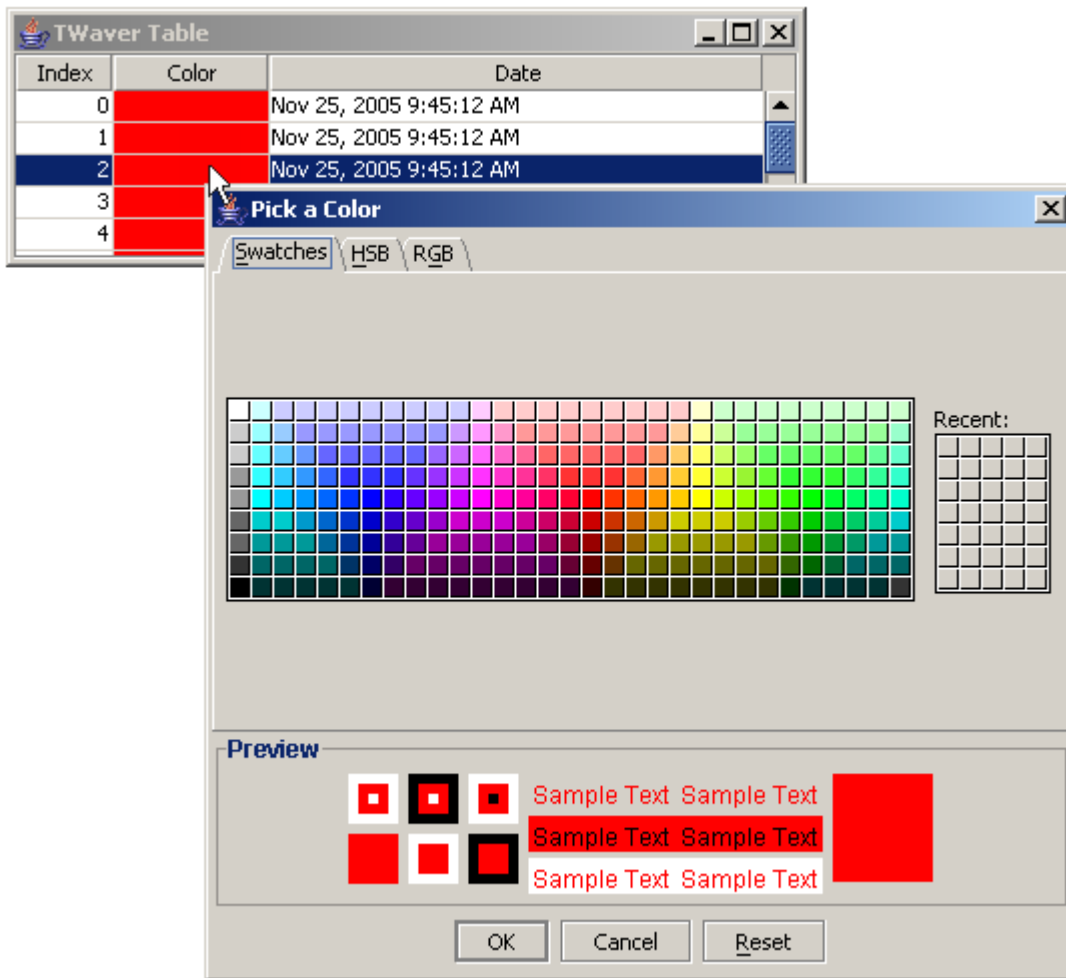 TWaver Table
Index Color Date
0 Nov 25, 2005 9:45:12 AM
1 Nov 25, 2005 9:45:12 AM
2 Nov 25, 2005 9:45:12 AM
3
4
Pick a Color
Swatches HSB RGB
Recent:
Preview
Sample Text Sample Text
Sample Text Sample Text
Sample Text Sample Text
OK Cancel Reset